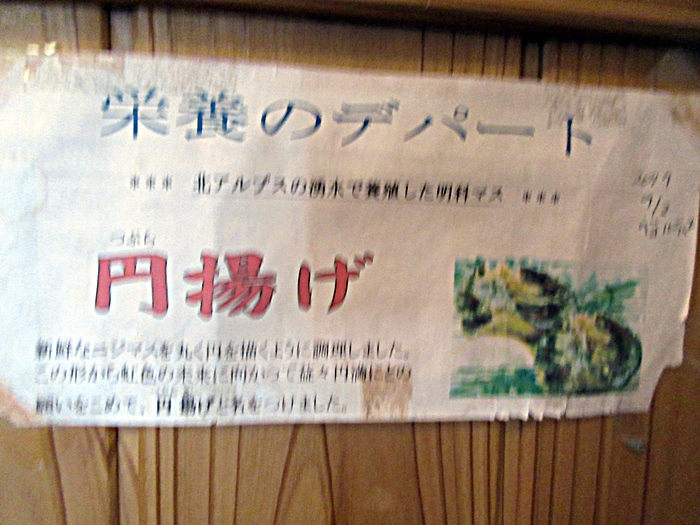 栄養のデパート
＊＊＊ 北アルプスの湧水で養殖した明科マス ＊＊＊
つぶら
円揚げ
新鮮なニジマスを丸く円を描くように調理しました。
この形から虹色の未来に向かって益々円満にとの
願いをこめて、円揚げと名をつけました。